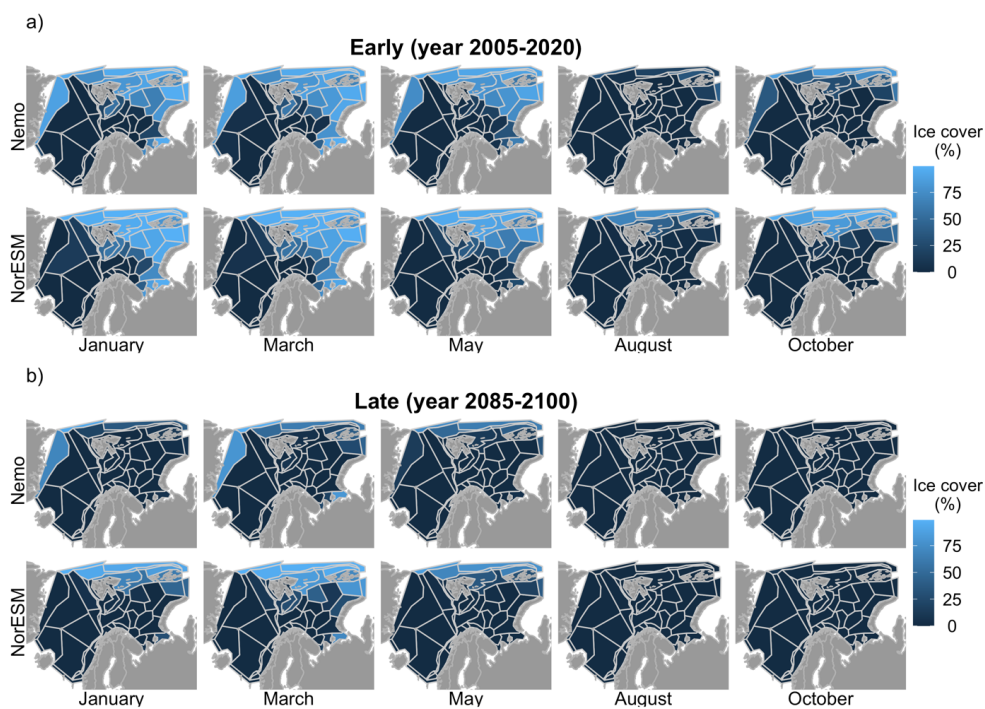 a)
Early (year 2005-2020)
Nemo
Ice cover
(%)
75
50
25
0
NorESM
January
March
May
August
October
b)
Late (year 2085-2100)
Nemo
Ice cover
(%)
75
50
25
0
NorESM
January
March
May
August
October